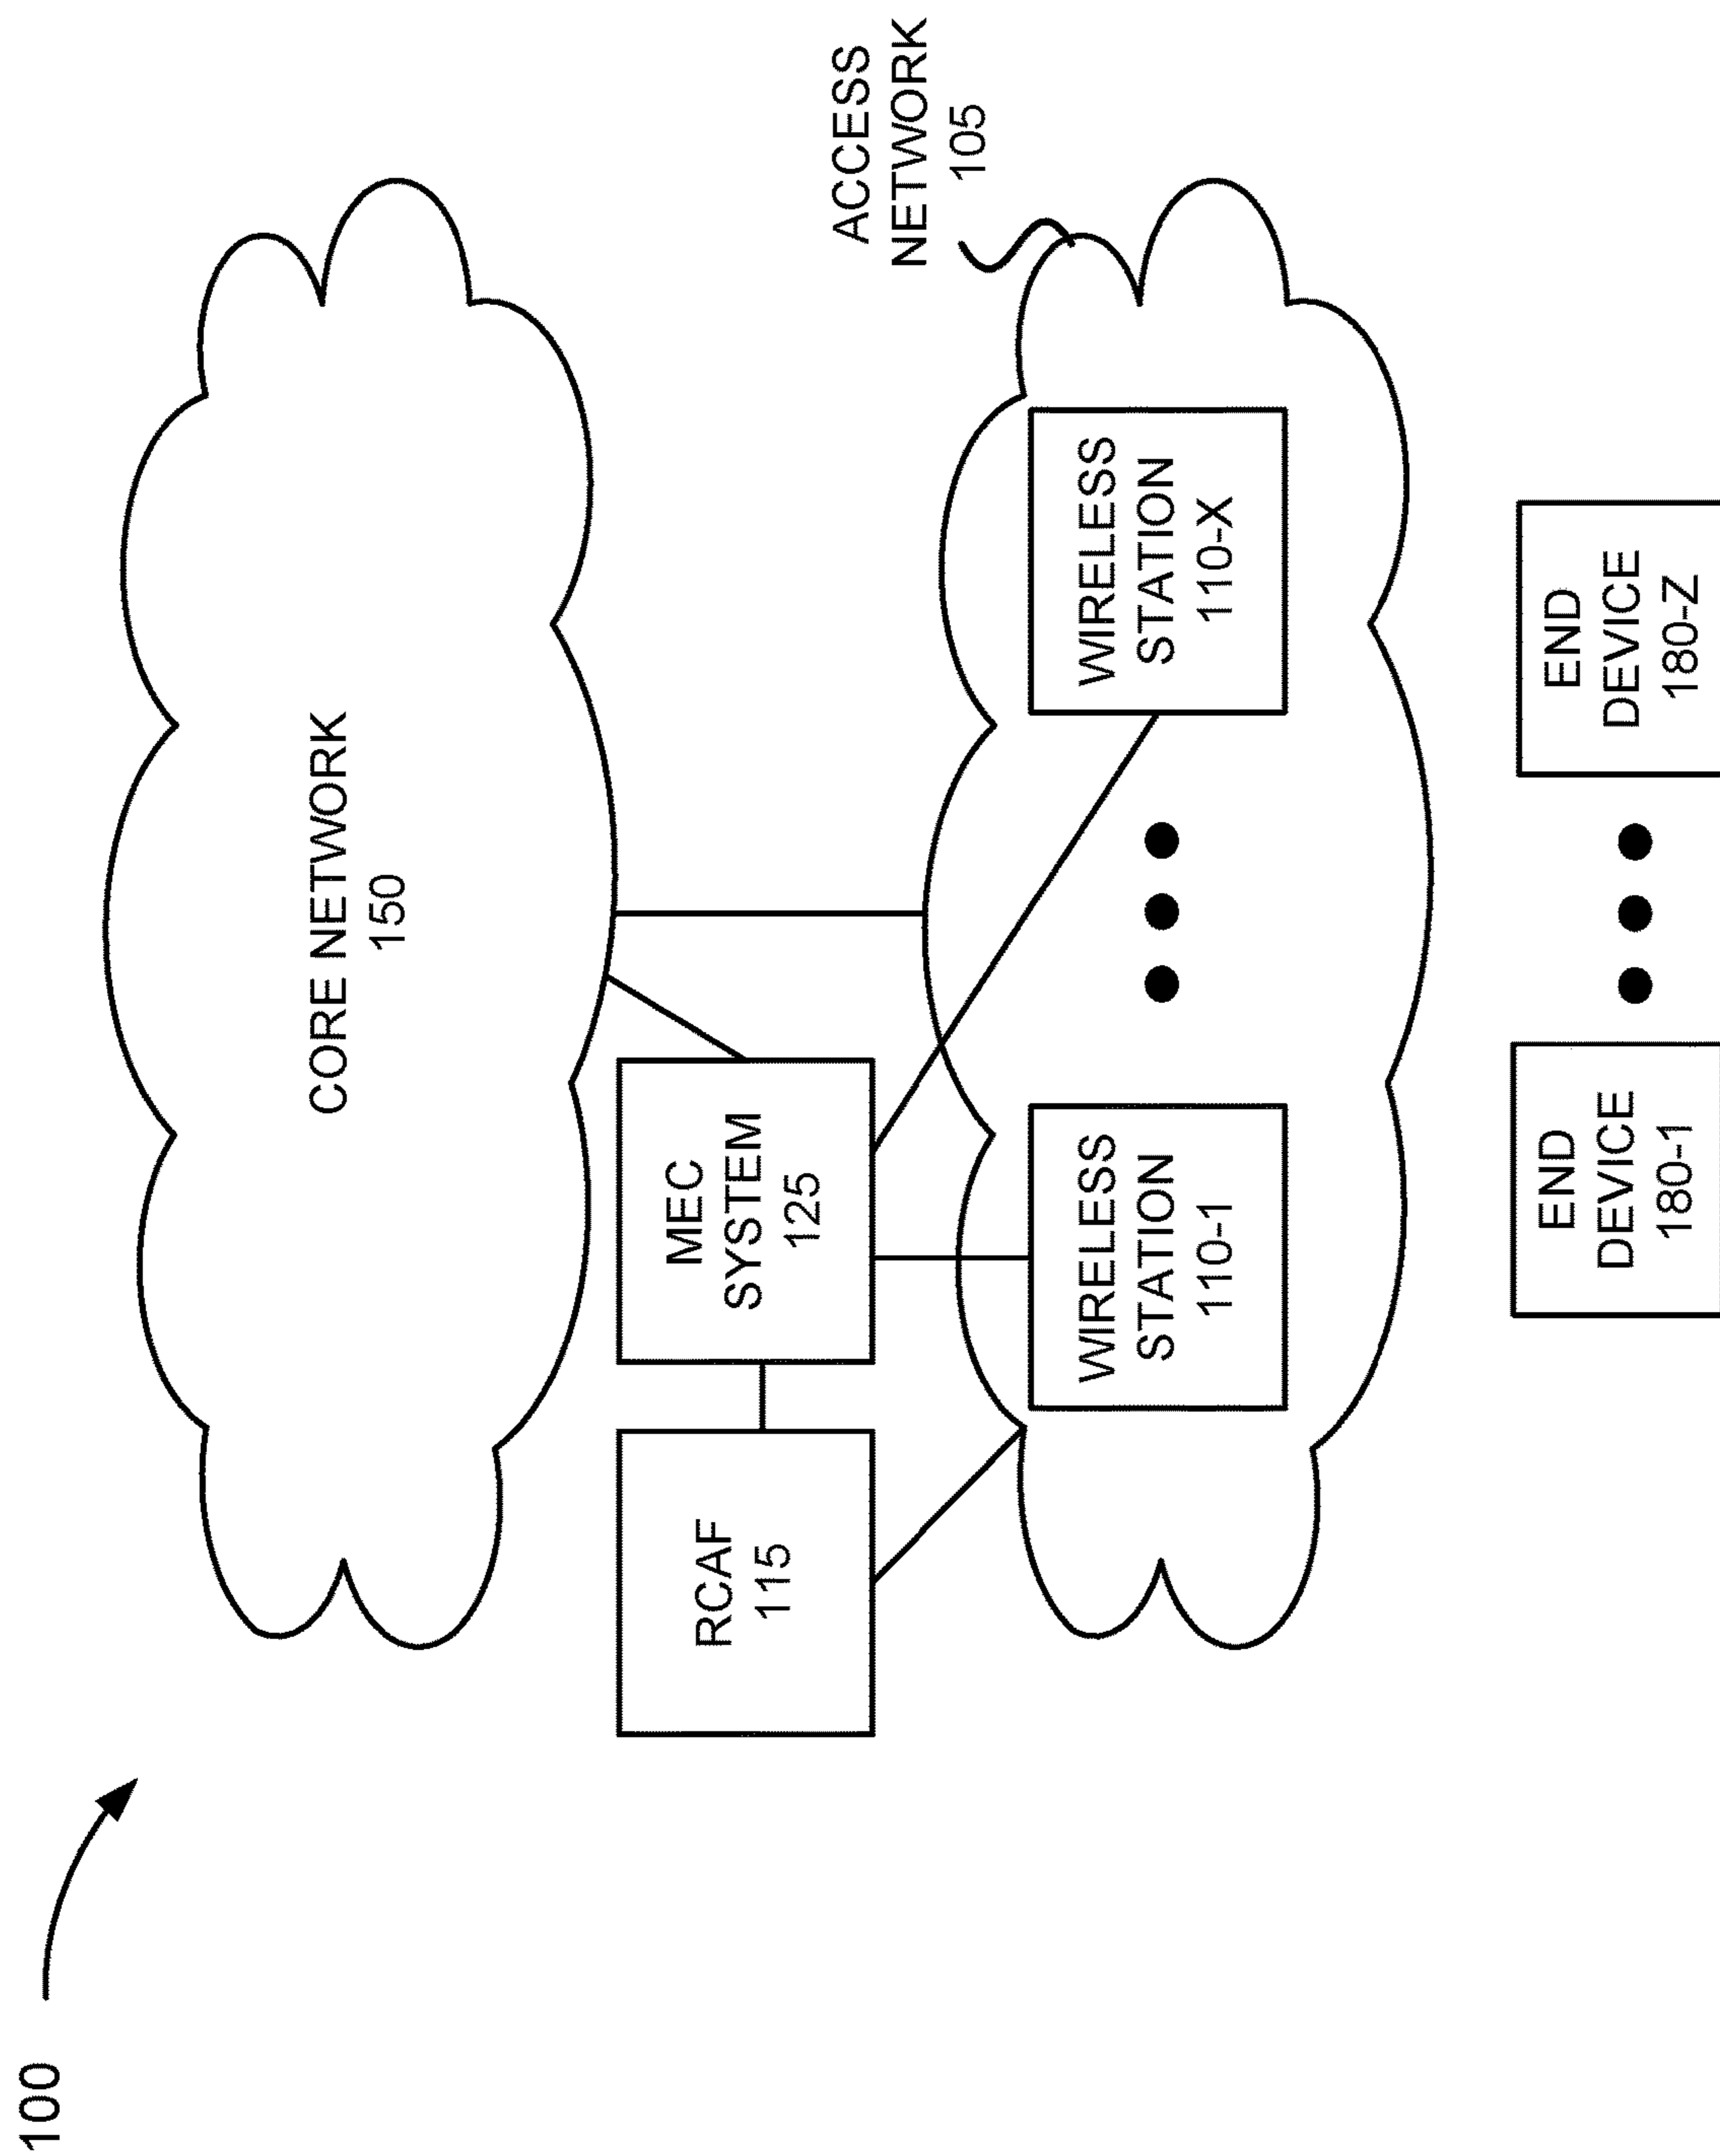 100
CORE NETWORK
150
RCAF
115
MEC
SYSTEM
125
ACCESS
NETWORK
105
WIRELESS
STATION
110-1
WIRELESS
STATION
110-X
END
DEVICE
180-1
END
DEVICE
180-Z